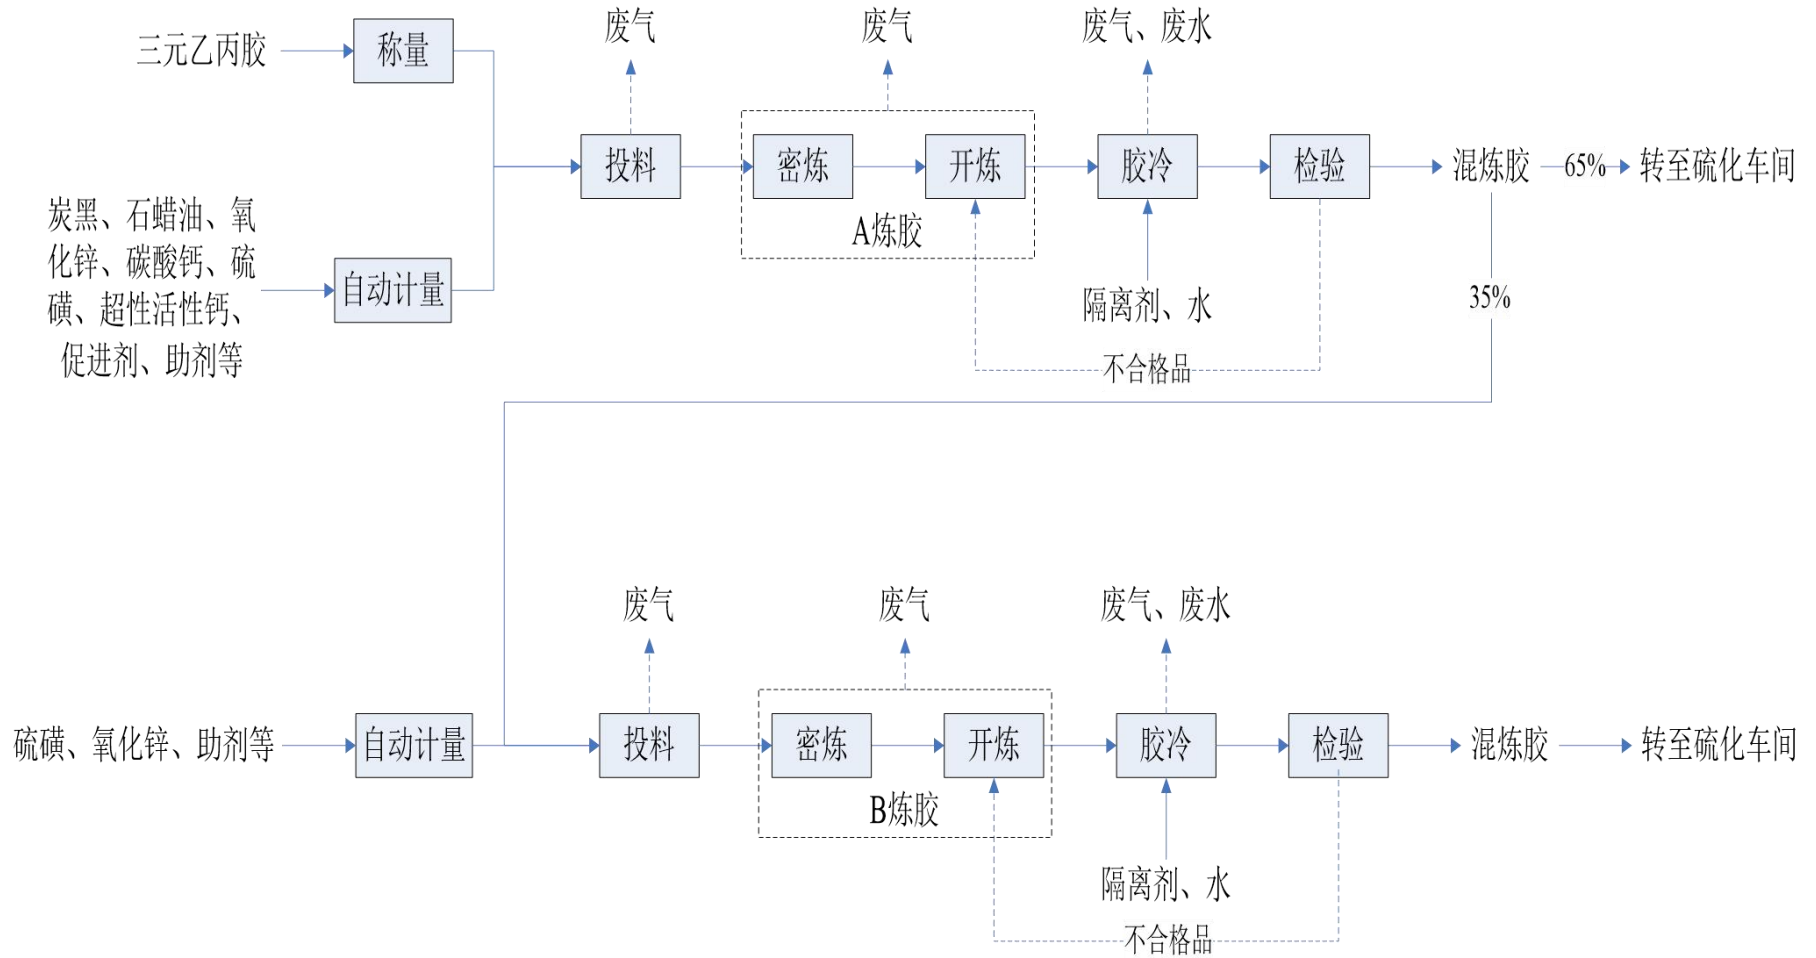 废气
废气
废气、废水
三元乙丙胶
称量
投料
密炼
开炼
胶冷
检验
混炼胶
65%
转至硫化车间
A炼胶
炭黑、石蜡油、氧
化锌、碳酸钙、硫
磺、超性活性钙、
促进剂、助剂等
自动计量
隔离剂、水
35%
不合格品
废气
废气
废气、废水
硫磺、氧化锌、助剂等
自动计量
投料
密炼
开炼
胶冷
检验
混炼胶
转至硫化车间
B炼胶
隔离剂、水
不合格品